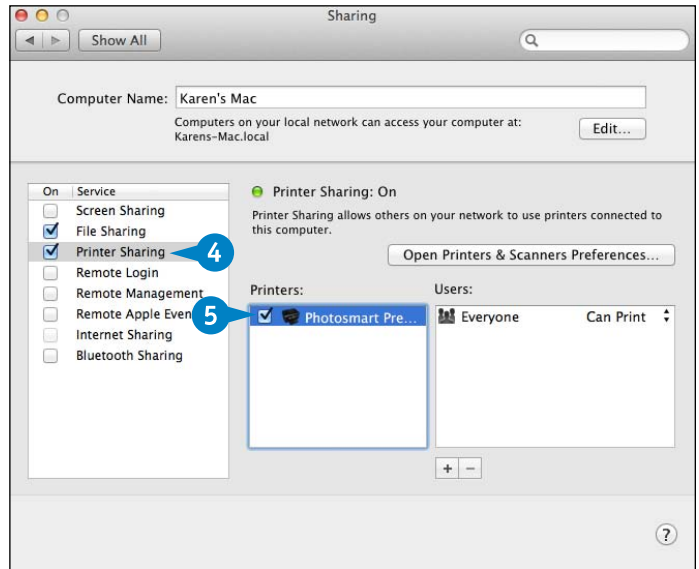 Sharing
Show All
Computer Name: Karen's Mac
Computers on your local network can access your computer at:
Karens-Mac.local
Edit...
On Service
Screen Sharing
File Sharing
Printer Sharing
Remote Login
Remote Management
Remote Apple Even
Internet Sharing
Bluetooth Sharing
4
5
Printer Sharing: On
Printer Sharing allows others on your network to use printers connected to
this computer.
Open Printers & Scanners Preferences...
Printers:
Photosmart Pre...
Users:
Everyone Can Print
+ −
?